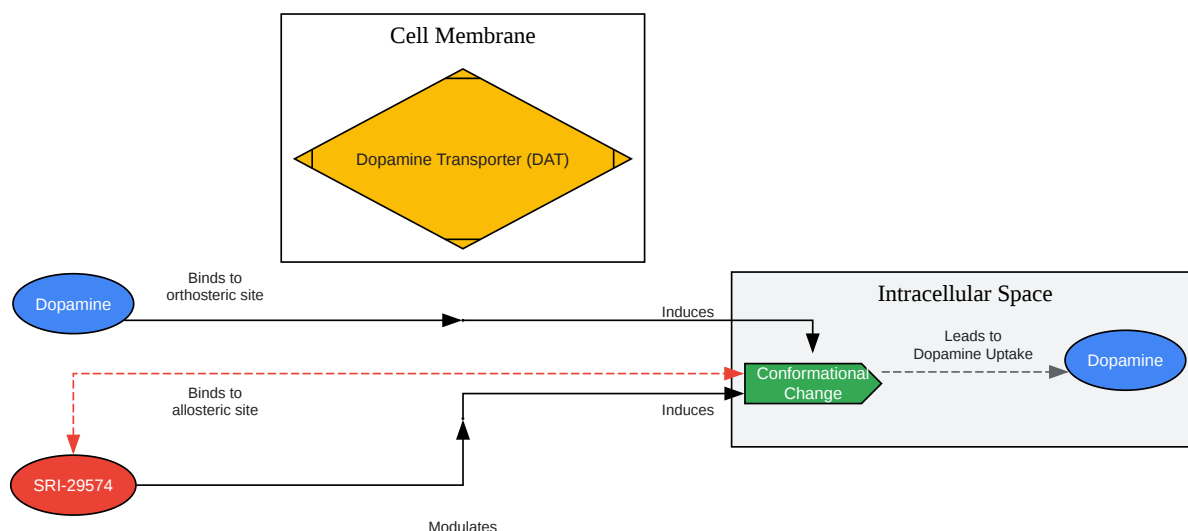 Cell Membrane
Dopamine Transporter (DAT)
Dopamine
Binds to
orthosteric site
Induces
Intracellular Space
Leads to
Dopamine Uptake
Dopamine
Conformational
Change
Binds to
allosteric site
Induces
SRI-29574
Modulates